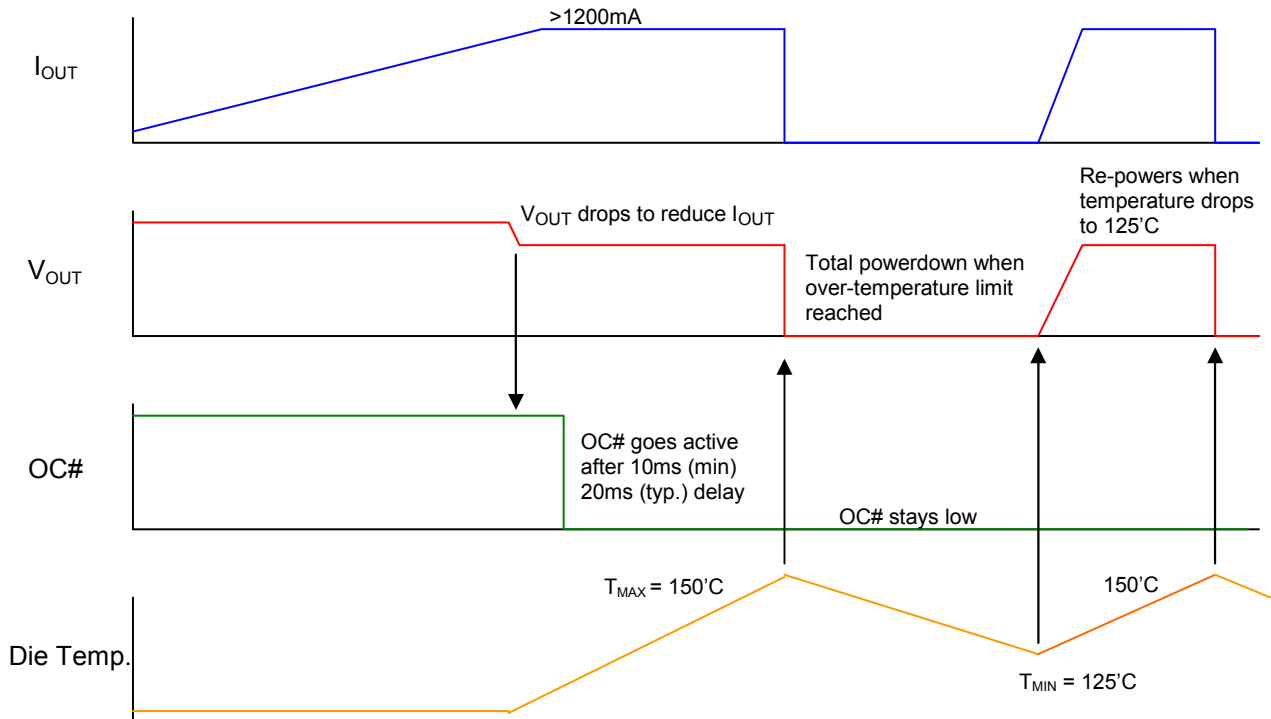 >1200mA
IOUT
Re-powers when
temperature drops
to 125'C
VOUT drops to reduce IOUT
VOUT
Total powerdown when
over-temperature limit
reached
OC#
OC# goes active
after 10ms (min)
20ms (typ.) delay
OC# stays low
TMAX = 150'C
150'C
Die Temp.
TMIN = 125'C